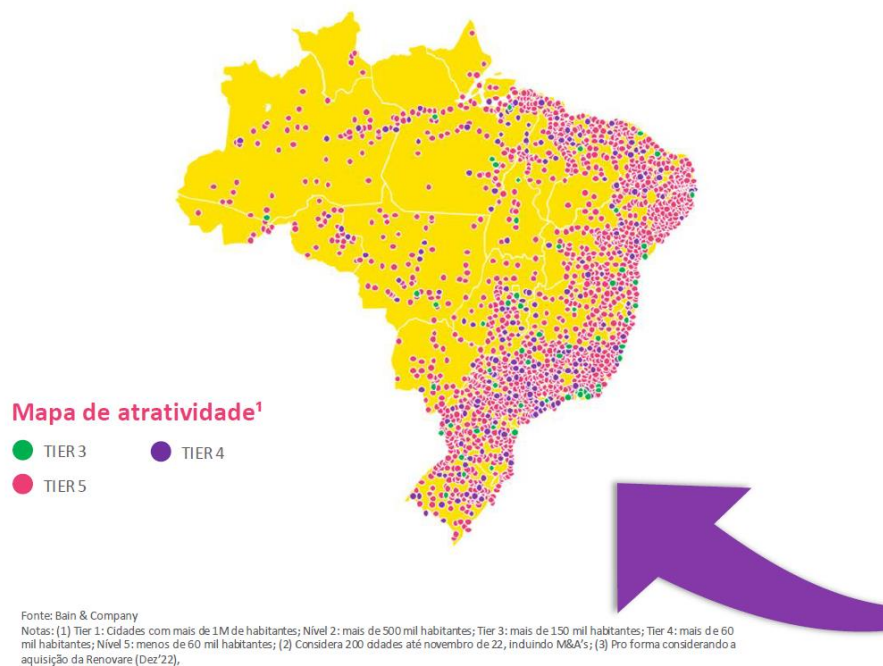 Mapa de atratividade¹
TIER 3
TIER 4
TIER 5
Fonte: Bain & Company
Notas: (1) Tier 1: Cidades com mais de 1M de habitantes; Nível 2: mais de 500 mil habitantes; Tier 3: mais de 150 mil habitantes; Tier 4: mais de 60
mil habitantes; Nível 5: menos de 60 mil habitantes; (2) Considera 200 cidades até novembro de 22, incluindo M&A's; (3) Pro forma considerando a
aquisição da Renovare (Dez'22),